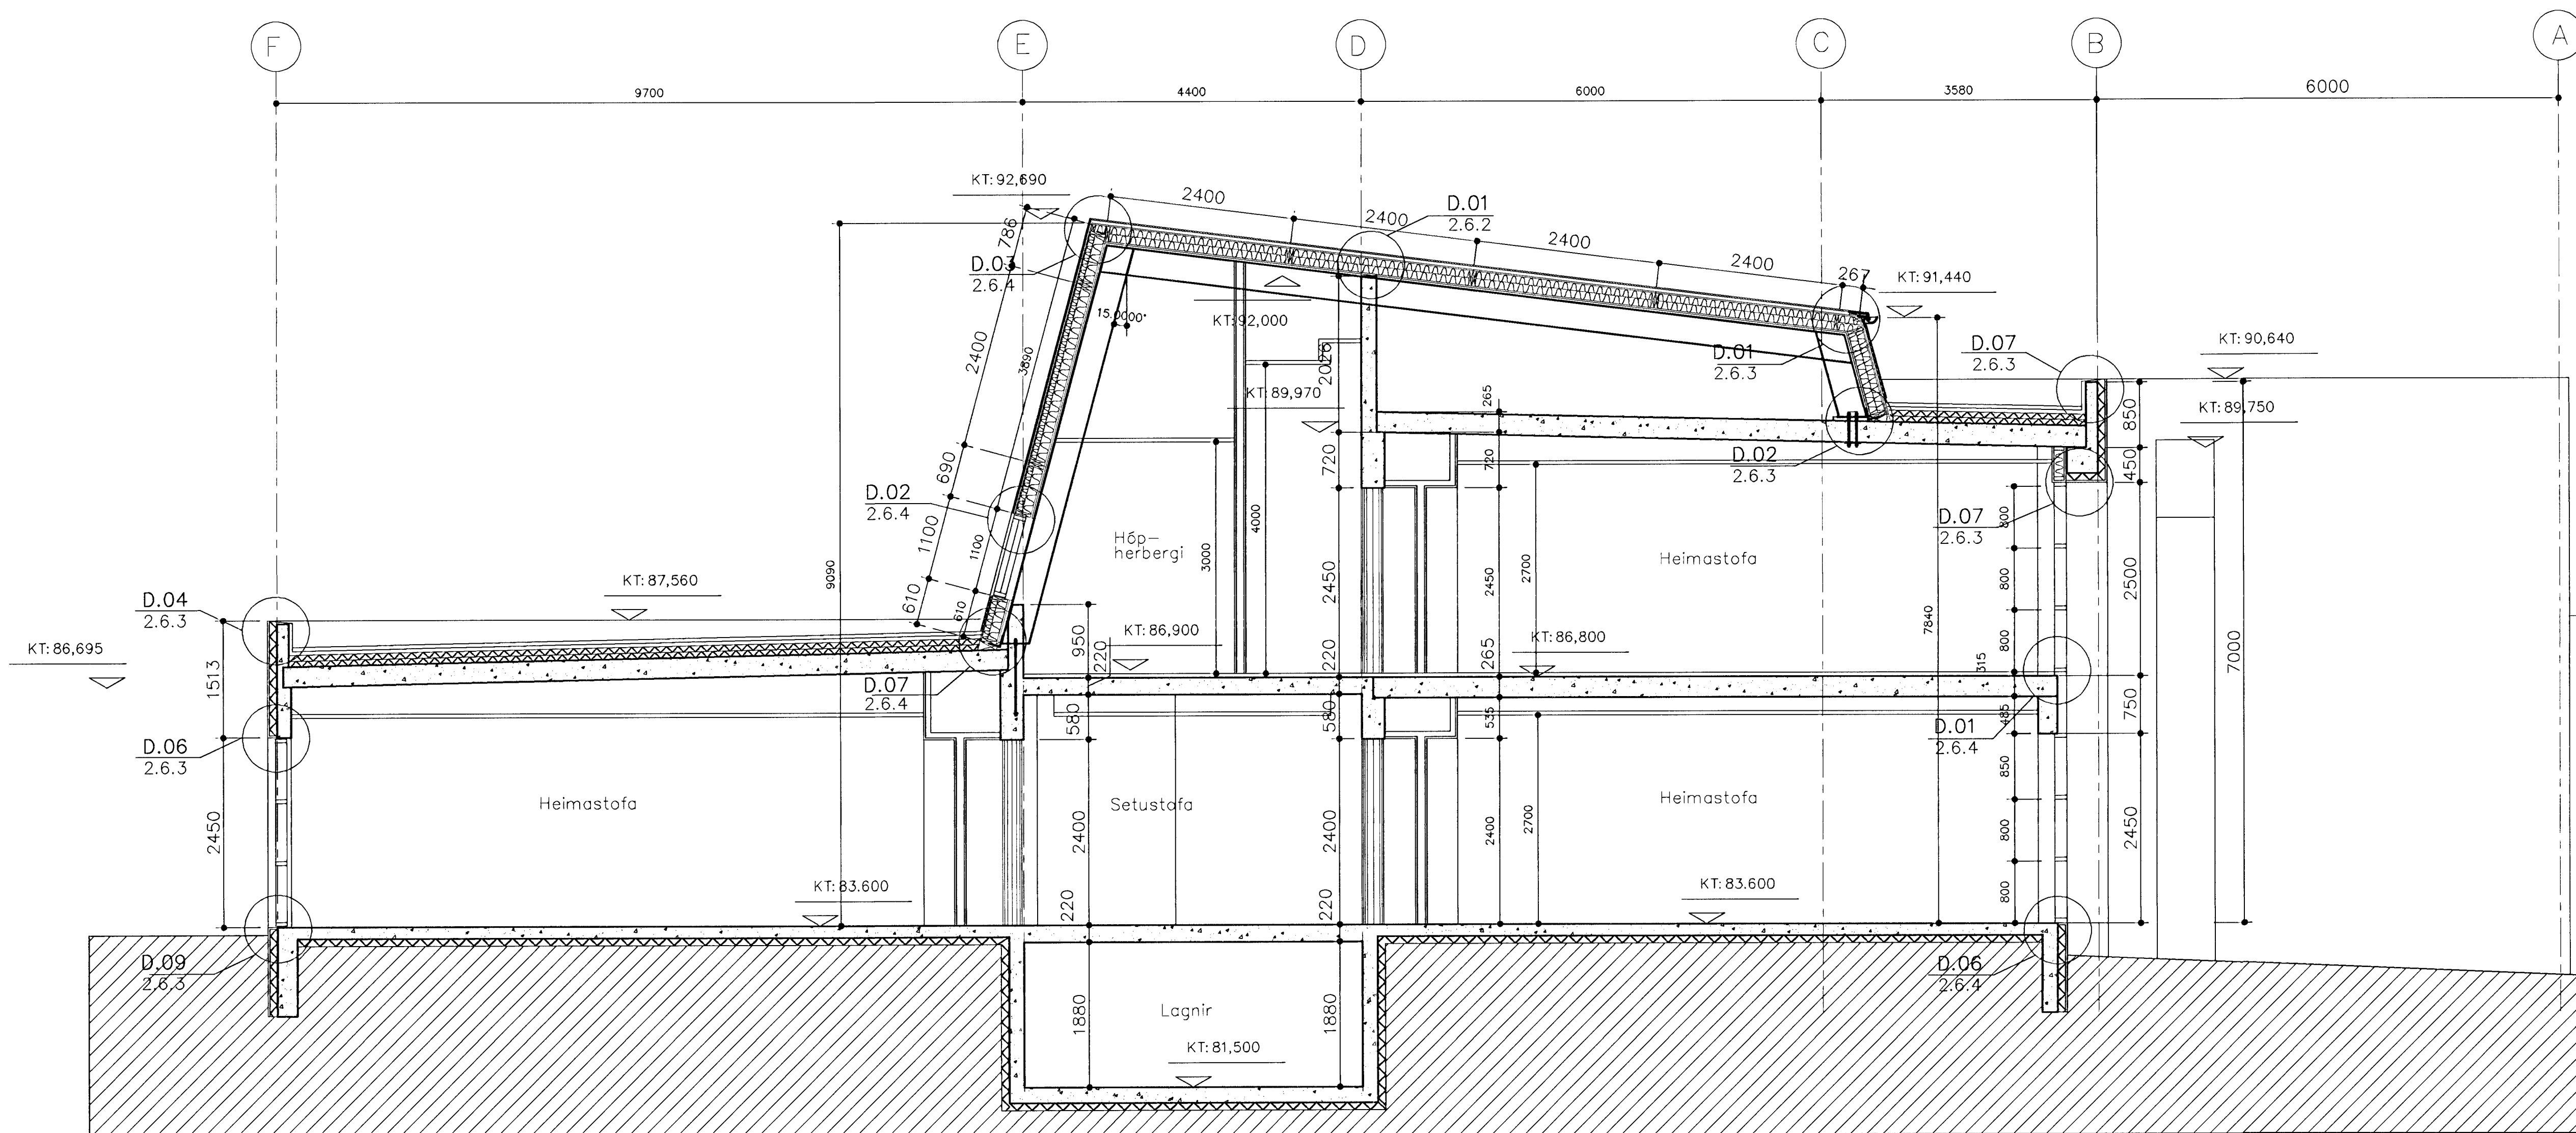 F
E
D
C
B
A
9700
4400
6000
3580
6000
KT: 92,690
2400
2400
2400
2400
267
786
D.01
2.6.2
D.03
2.6.4
KT: 91,440
KT: 92,000
15.0000°
2400
3890
2026
D.01
2.6.3
D.07
2.6.3
KT: 90,640
KT: 89,970
265
KT: 89,750
850
690
720
720
D.02
2.6.3
450
D.02
2.6.4
1100
1100
4000
3000
Hóp-
herbergi
2700
Heimastofa
D.07
2.6.3
800
800
800
2500
KT: 87,560
9090
610
610
2450
2450
7840
7000
D.04
2.6.3
KT: 86,695
1513
950
220
KT: 86,900
220
265
KT: 86,800
315
D.07
2.6.4
580
580
535
485
750
D.01
2.6.4
D.06
2.6.3
2450
Heimastofa
Setustofa
2400
2400
2400
2700
Heimastofa
850
800
800
2450
KT: 83.600
220
220
KT: 83.600
D.09
2.6.3
D.06
2.6.4
1880
Lagnir
1880
KT: 81,500